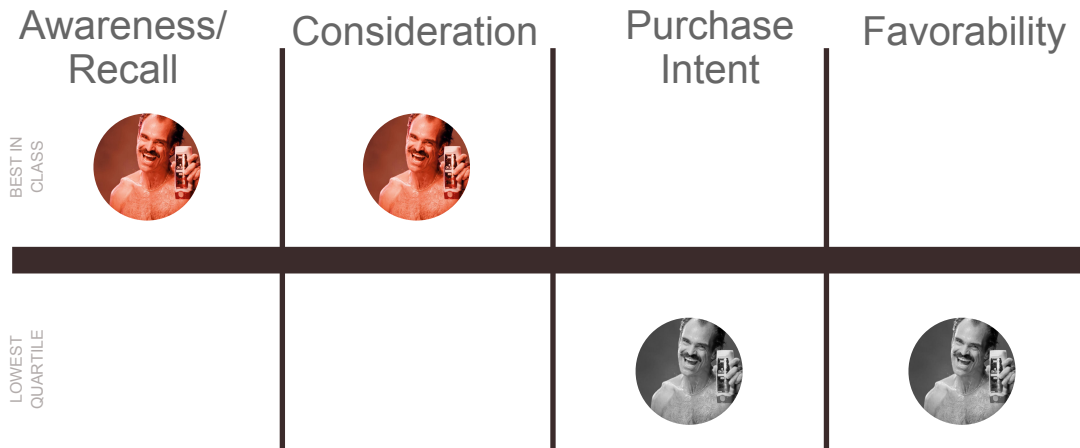 Awareness/
Recall
Consideration
Purchase
Intent
Favorability
BEST IN
CLASS
LOWEST
QUARTILE